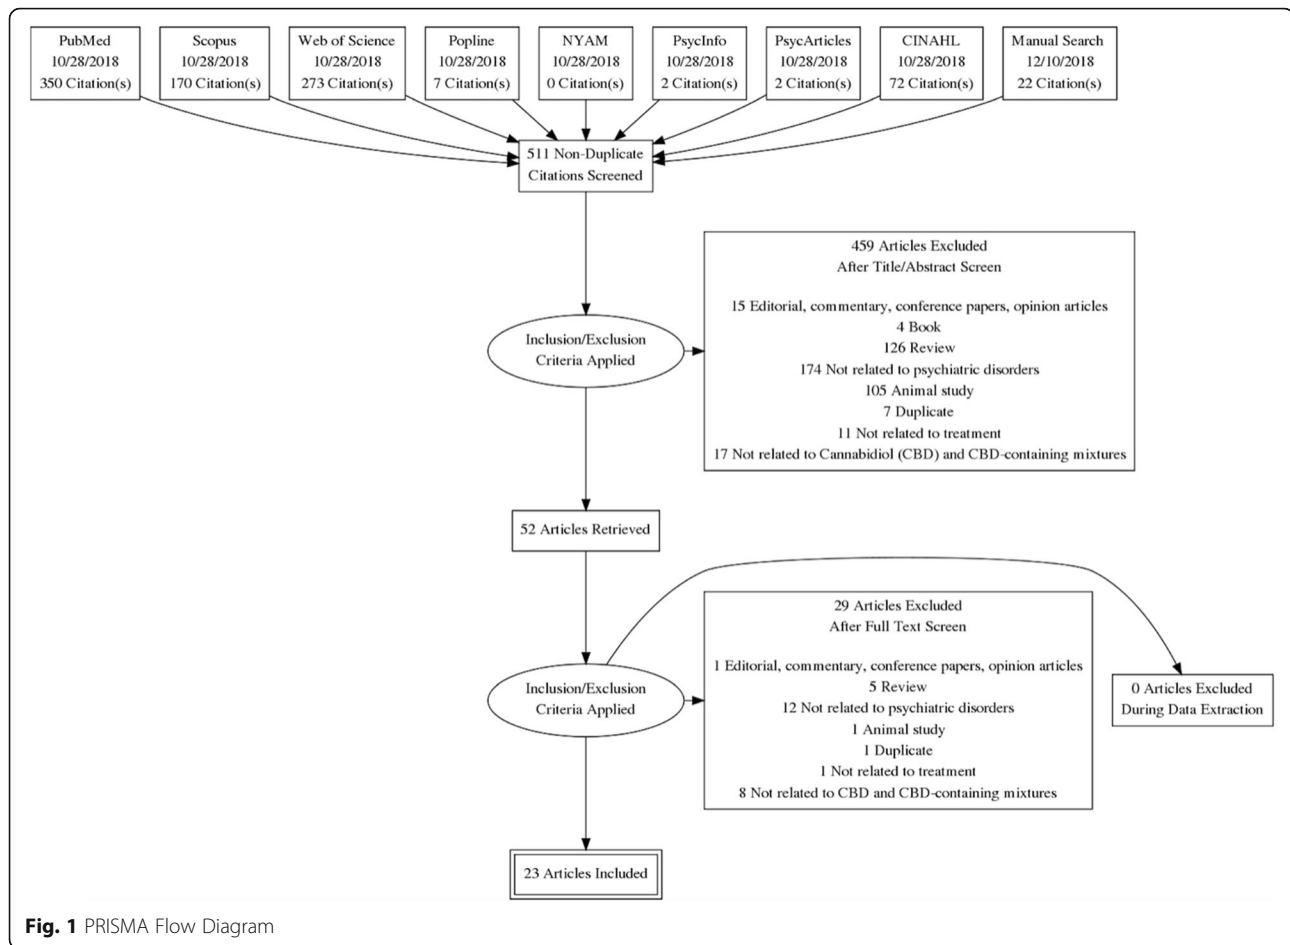 PubMed
10/28/2018
350 Citation(s)
Scopus
10/28/2018
170 Citation(s)
Web of Science
10/28/2018
273 Citation(s)
Popline
10/28/2018
7 Citation(s)
NYAM
10/28/2018
0 Citation(s)
PsycInfo
10/28/2018
2 Citation(s)
PsycArticles
10/28/2018
2 Citation(s)
CINAHL
10/28/2018
72 Citation(s)
Manual Search
12/10/2018
22 Citation(s)
511 Non-Duplicate
Citations Screened
459 Articles Excluded
After Title/Abstract Screen
15 Editorial, commentary, conference papers, opinion articles
4 Book
126 Review
174 Not related to psychiatric disorders
105 Animal study
7 Duplicate
11 Not related to treatment
17 Not related to Cannabidiol (CBD) and CBD-containing mixtures
Inclusion/Exclusion
Criteria Applied
52 Articles Retrieved
29 Articles Excluded
After Full Text Screen
1 Editorial, commentary, conference papers, opinion articles
5 Review
12 Not related to psychiatric disorders
1 Animal study
1 Duplicate
1 Not related to treatment
8 Not related to CBD and CBD-containing mixtures
Inclusion/Exclusion
Criteria Applied
0 Articles Excluded
During Data Extraction
23 Articles Included
Fig. 1 PRISMA Flow Diagram